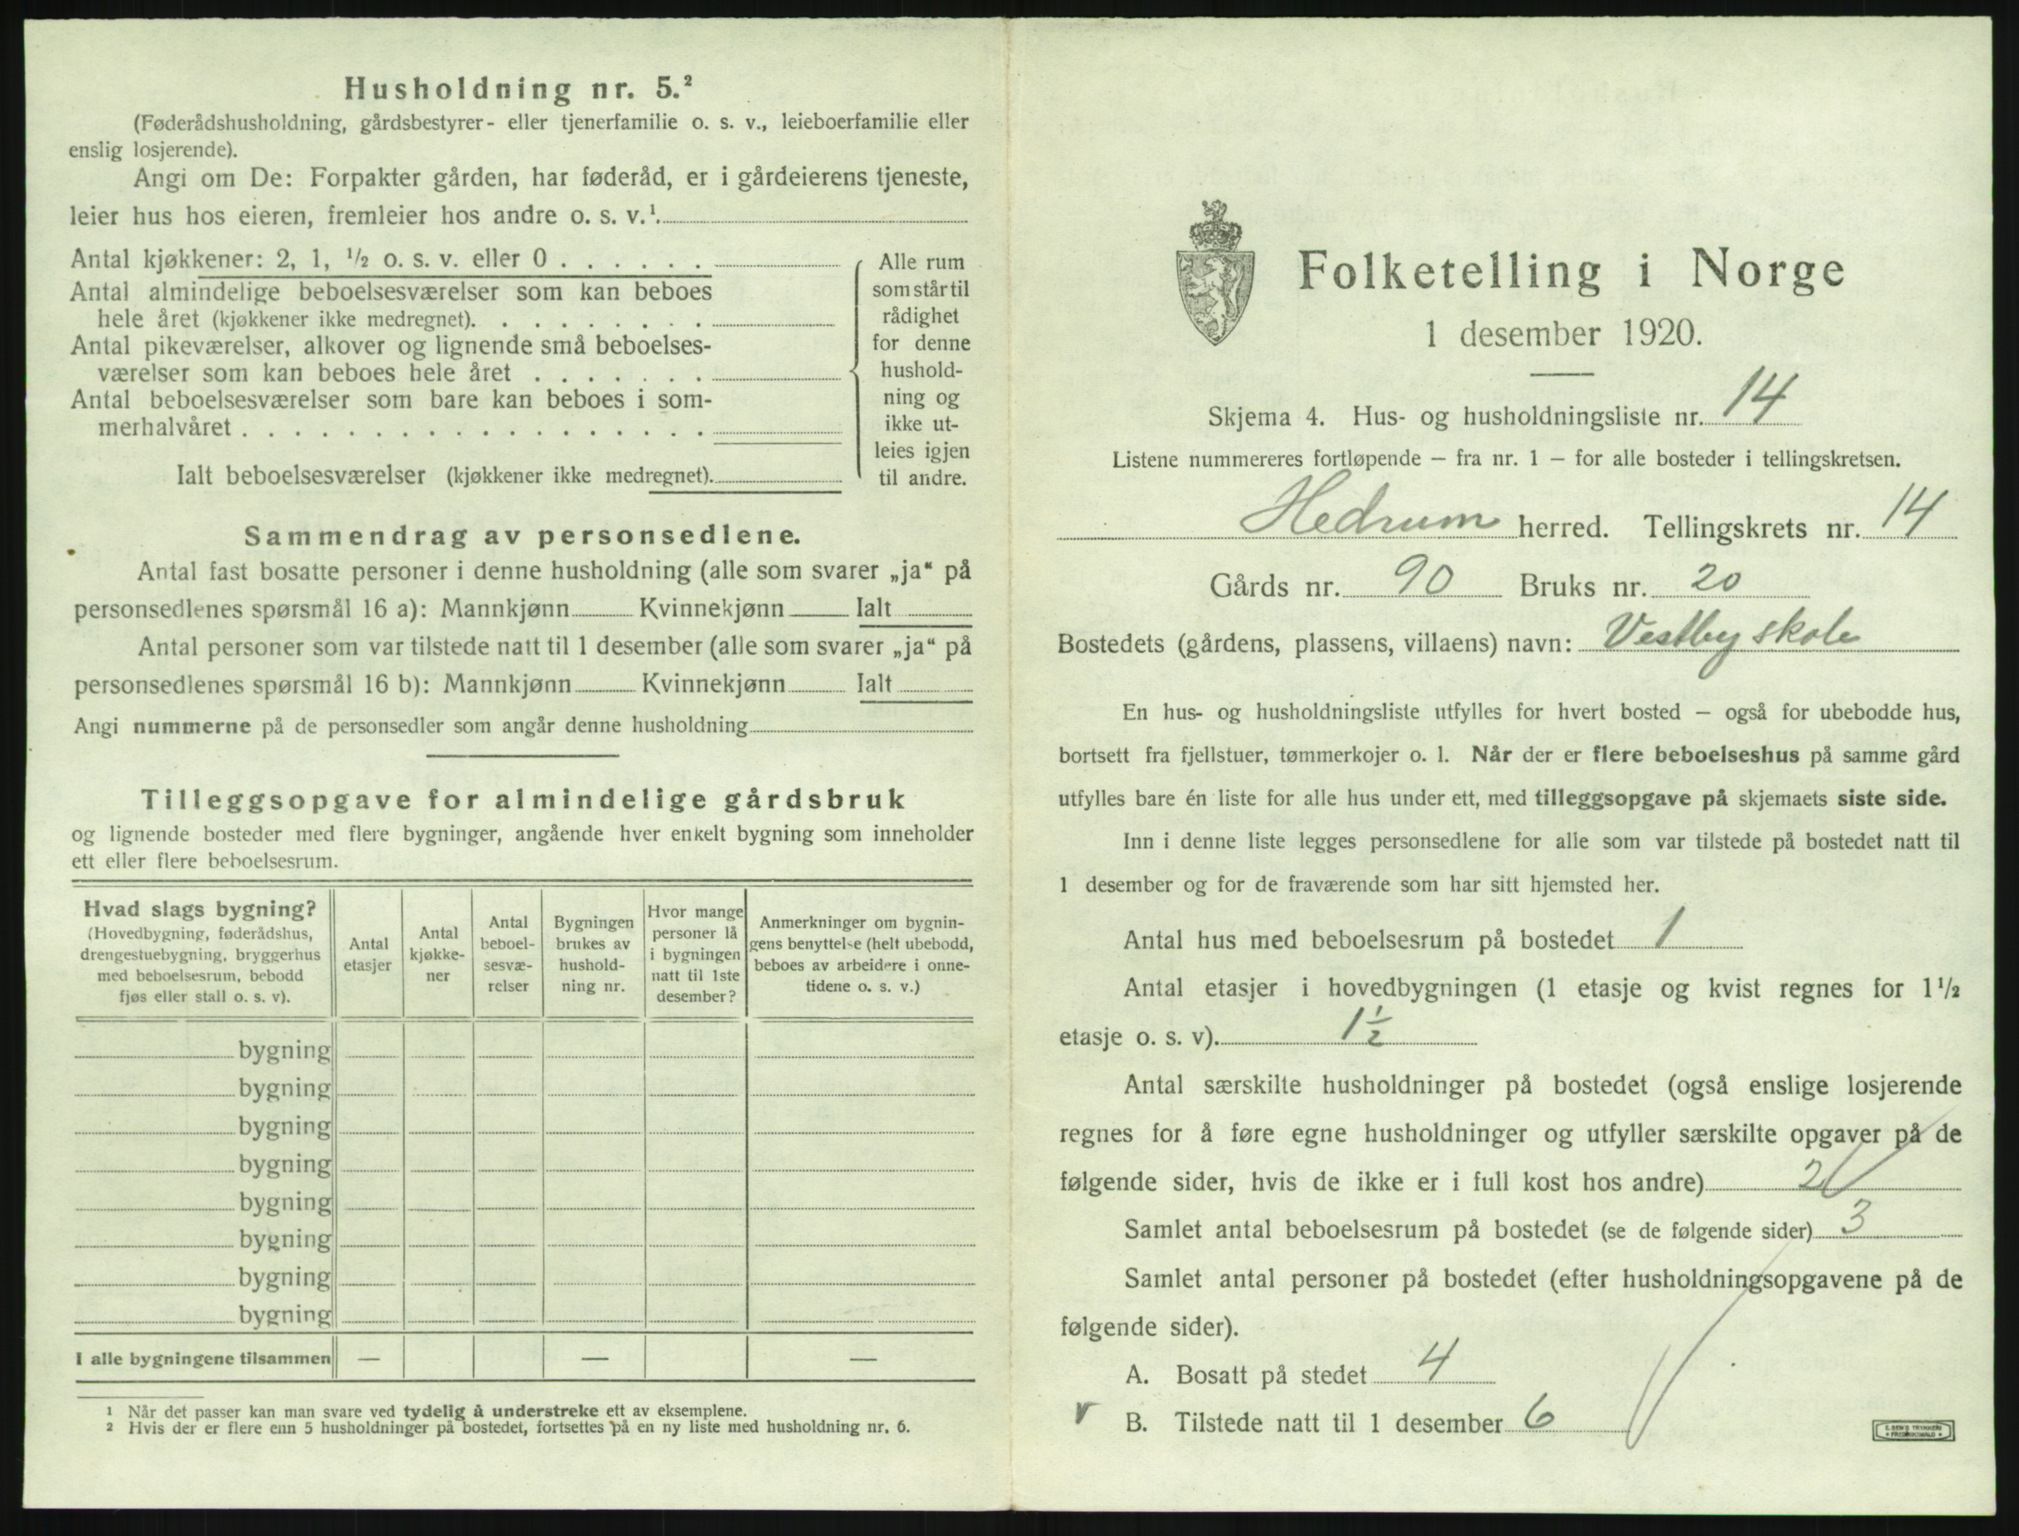 Husholdning nr. 5.²
(Føderådshusholdning, gårdsbestyrer- eller tjenerfamilie o. s. v., leieboerfamilie eller
enslig losjerende).
Angi om De: Forpakter gården, har føderåd, er i gårdeierens tjeneste,
leier hus hos eieren, fremleier hos andre o. s. v.¹.
Antal kjøkkener: 2, 1, ½ o. s. v. eller 0 . . . . . .
Antal almindelige beboelsesværelser som kan beboes
hele året (kjøkkener ikke medregnet). . . . . . . . .
Antal pikeværelser, alkover og lignende små beboelses-
værelser som kan beboes hele året . . . . . . .
Antal beboelsesværelser som bare kan beboes i som-
merhalvåret . . . . . . . . . . . . . . . . . .
Ialt beboelsesværelser (kjøkkener ikke medregnet).
Alle rum
som står til
rådighet
for denne
hushold-
ning og
ikke ut-
leies igjen
til andre.
Sammendrag av personsedlene.
Antal fast bosatte personer i denne husholdning (alle som svarer „ja“ på
personsedlenes spørsmål 16 a): Mannkjønn Kvinnekjønn Ialt
Antal personer som var tilstede natt til 1 desember (alle som svarer „ja“ på
personsedlenes spørsmål 16 b): Mannkjønn Kvinnekjønn Ialt
Angi nummerne på de personsedler som angår denne husholdning
Tilleggsopgave for almindelige gårdsbruk
og lignende bosteder med flere bygninger, angående hver enkelt bygning som inneholder
ett eller flere beboelsesrum.
Hvad slags bygning?
(Hovedbygning, føderådshus,
drengestuebygning, bryggerhus
med beboelsesrum, bebodd
fjøs eller stall o. s. v).
Antal
etasjer
Antal
kjøkke-
ner
Antal
beboel-
sesvæ-
relser
Bygningen
brukes av
hushold-
ning nr.
Hvor mange
personer lå
i bygningen
natt til 1ste
desember?
Anmerkninger om bygnin-
gens benyttelse (helt ubebodd,
beboes av arbeidere i onne-
tidene o. s. v.)
bygning
bygning
bygning
bygning
bygning
bygning
bygning
bygning
I alle bygningene tilsammen — — —
¹ Når det passer kan man svare ved tydelig å understreke ett av eksemplene.
² Hvis der er flere enn 5 husholdninger på bostedet, fortsettes på en ny liste med husholdning nr. 6.
Folketelling i Norge
1 desember 1920.
Skjema 4. Hus- og husholdningsliste nr. 14
Listene nummereres fortløpende — fra nr. 1 — for alle bosteder i tellingskretsen.
Hedrum herred. Tellingskrets nr. 14
Gårds nr. 90 Bruks nr. 20
Bostedets (gårdens, plassens, villaens) navn: Vestby skole
En hus- og husholdningsliste utfylles for hvert bosted — også for ubebodde hus,
bortsett fra fjellstuer, tømmerkojer o. l. Når der er flere beboelseshus på samme gård
utfylles bare én liste for alle hus under ett, med tilleggsopgave på skjemaets siste side.
Inn i denne liste legges personsedlene for alle som var tilstede på bostedet natt til
1 desember og for de fraværende som har sitt hjemsted her.
Antal hus med beboelsesrum på bostedet 1
Antal etasjer i hovedbygningen (1 etasje og kvist regnes for 1½
etasje o. s. v). 1½
Antal særskilte husholdninger på bostedet (også enslige losjerende
regnes for å føre egne husholdninger og utfyller særskilte opgaver på de
følgende sider, hvis de ikke er i full kost hos andre) 2
Samlet antal beboelsesrum på bostedet (se de følgende sider) 3
Samlet antal personer på bostedet (efter husholdningsopgavene på de
følgende sider).
A. Bosatt på stedet 4
B. Tilstede natt til 1 desember 6